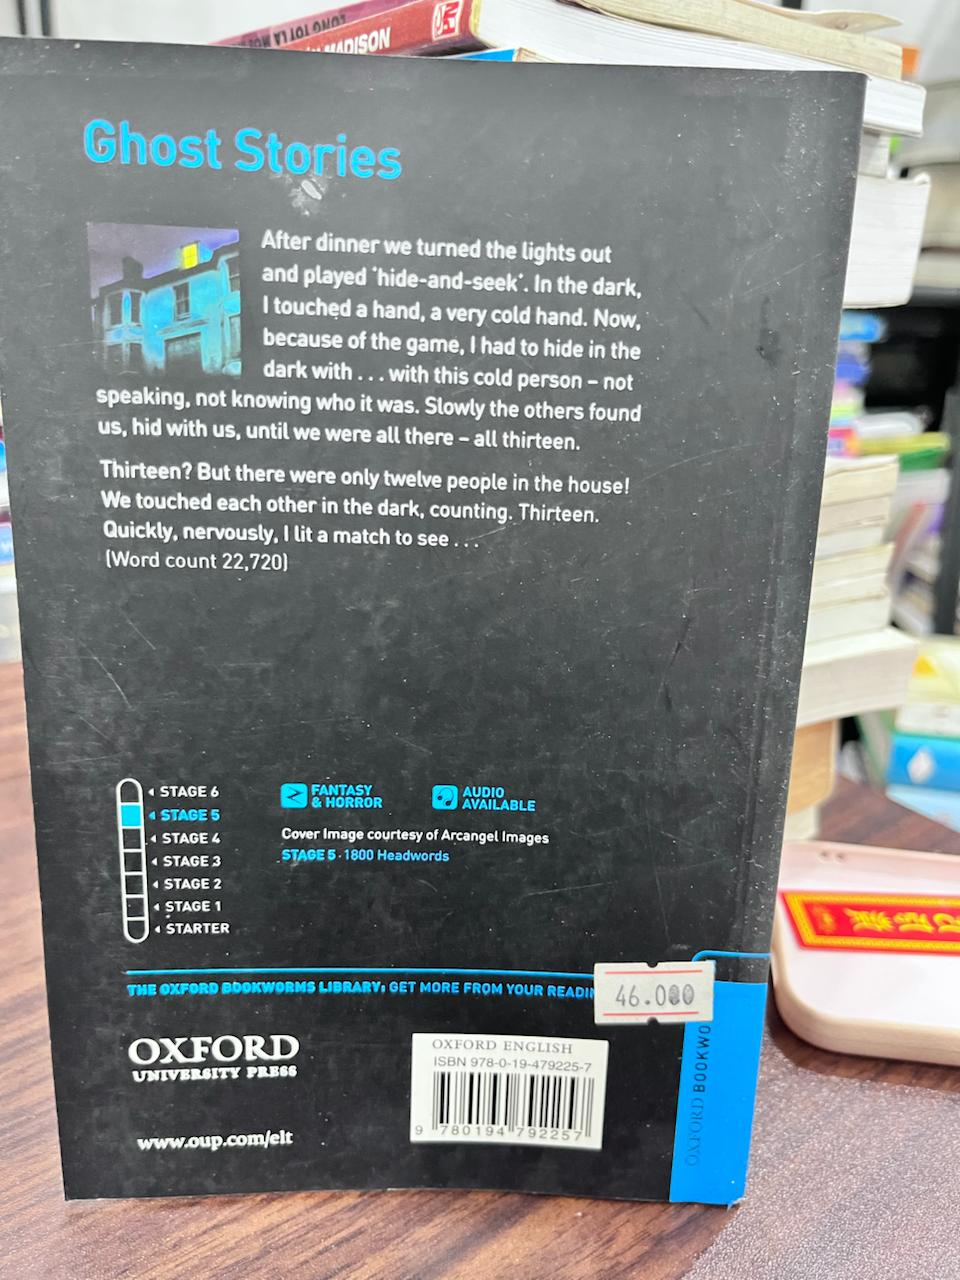 MADISON
Ghost Stories
After dinner we turned the lights out
and played 'hide-and-seek'. In the dark,
I touched a hand, a very cold hand. Now,
because of the game, I had to hide in the
dark with . . . with this cold person – not
speaking, not knowing who it was. Slowly the others found
us, hid with us, until we were all there – all thirteen.
Thirteen? But there were only twelve people in the house!
We touched each other in the dark, counting. Thirteen.
Quickly, nervously, I lit a match to see . . .
(Word count 22,720)
STAGE 6
STAGE 5
STAGE 4
STAGE 3
STAGE 2
STAGE 1
STARTER
FANTASY
& HORROR
AUDIO
AVAILABLE
Cover Image courtesy of Arcangel Images
STAGE 5 · 1800 Headwords
THE OXFORD BOOKWORMS LIBRARY: GET MORE FROM YOUR READIN
46.000
OXFORD
UNIVERSITY PRESS
www.oup.com/elt
OXFORD ENGLISH
ISBN 978-0-19-479225-7
9 780194 792257
OXFORD BOOKWO